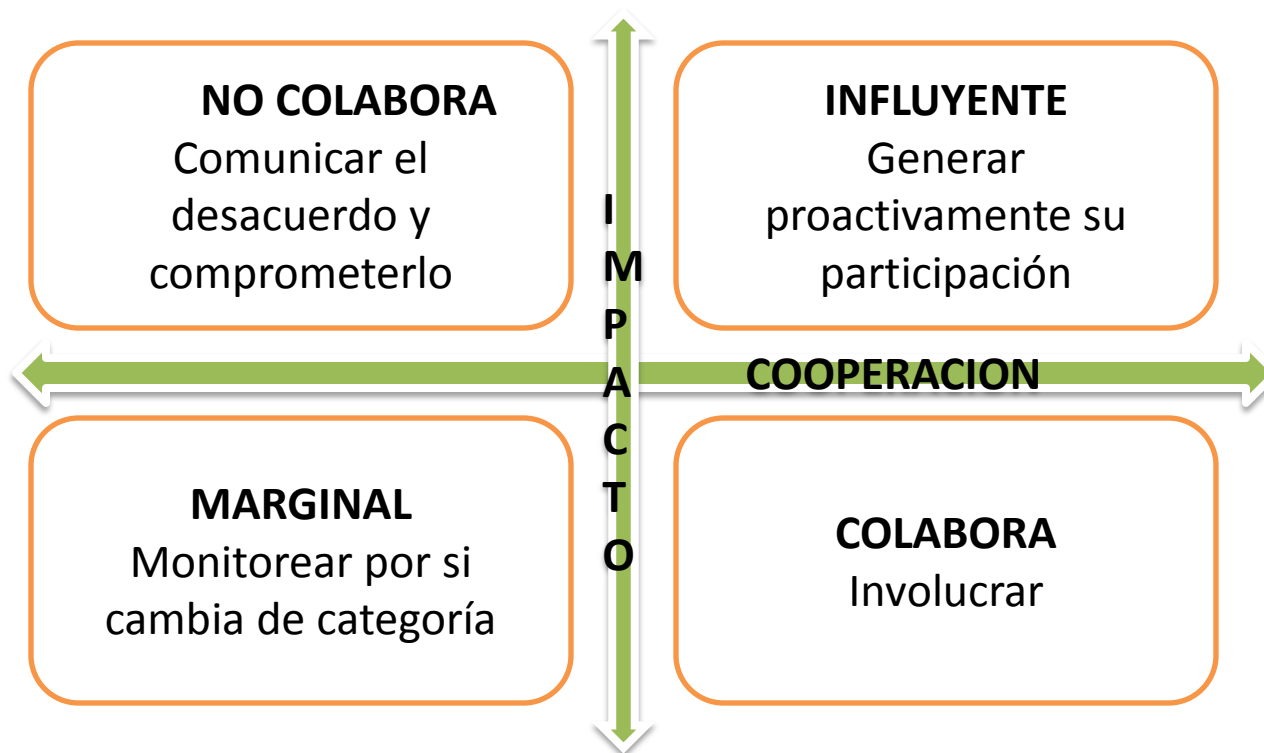 NO COLABORA
Comunicar el
desacuerdo y
comprometerlo
INFLUYENTE
Generar
proactivamente su
participación
IMPACTO
COOPERACION
MARGINAL
Monitorear por si
cambia de categoría
COLABORA
Involucrar